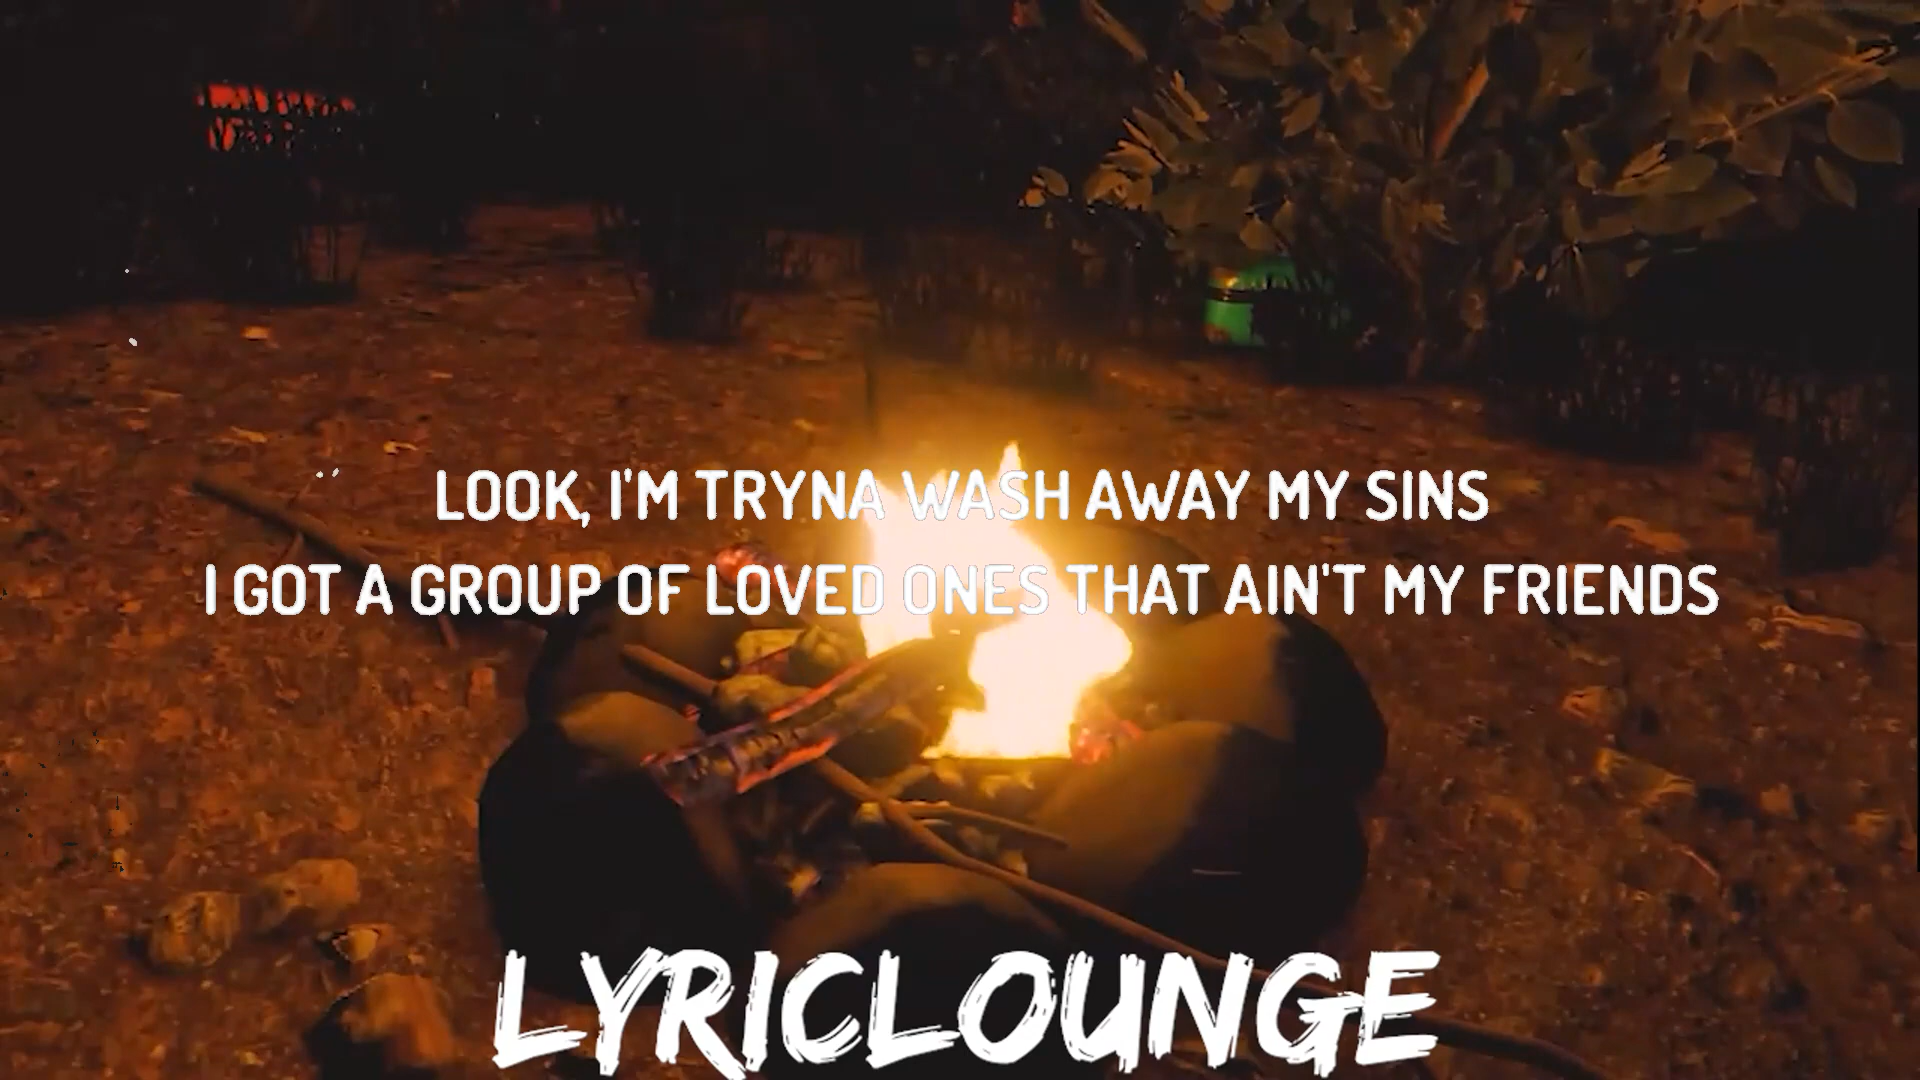 LOOK, I'M TRYNA WASH AWAY MY SINS
I GOT A GROUP OF LOVED ONES THAT AIN'T MY FRIENDS
LYRICLOUNGE